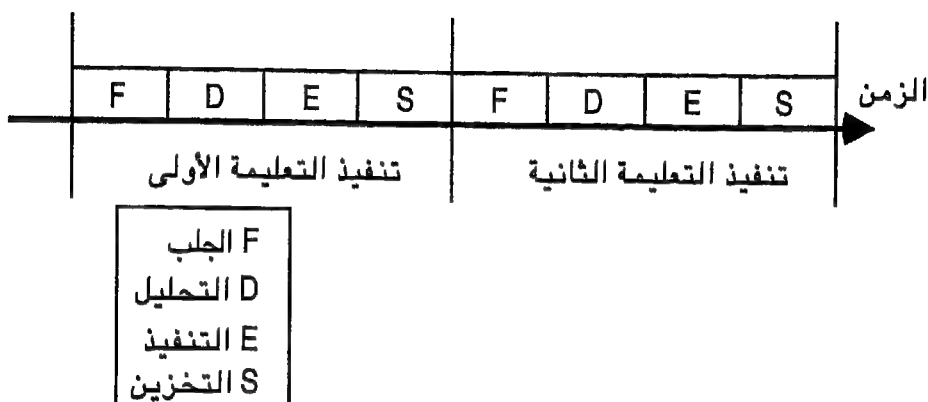 F D E S F D E S
الزمن
تنفيذ التعليمة الأولى
تنفيذ التعليمة الثانية
F الجلب
D التحليل
E التنفيذ
S التخزين